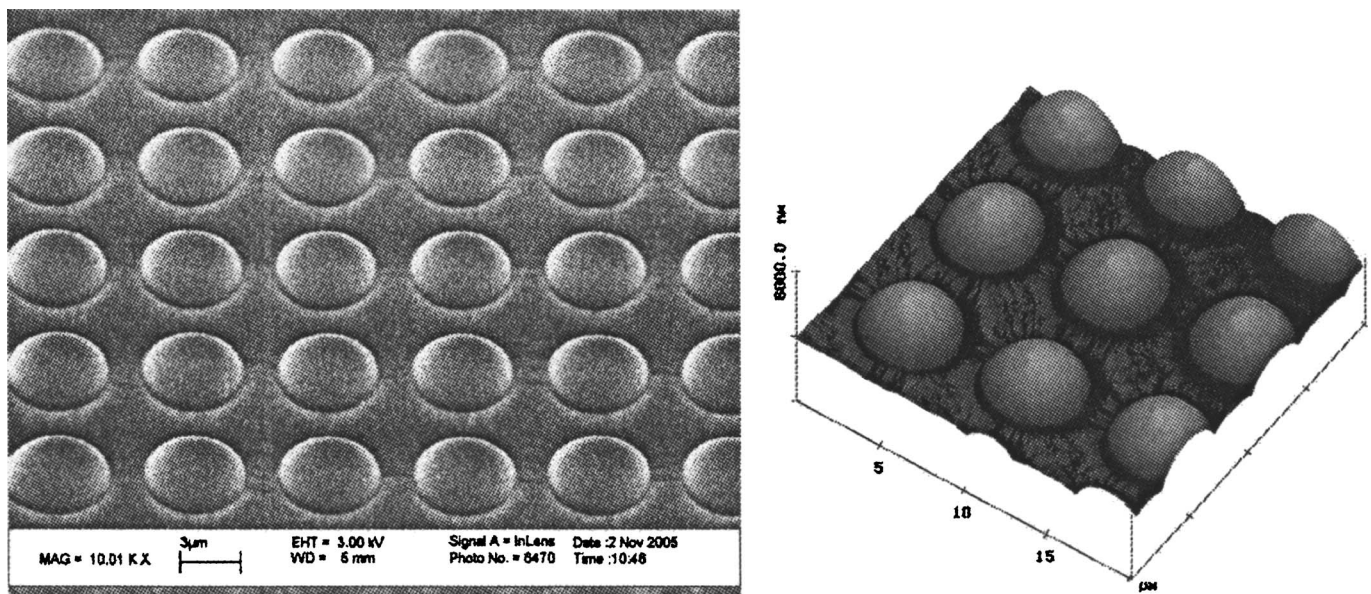 MAG = 10.01 K X
3µm
EHT = 3.00 kV
WD = 5 mm
Signal A = InLens
Photo No. = 6470
Date :2 Nov 2005
Time :10:46
6000.0 nm
5
10
15
µm